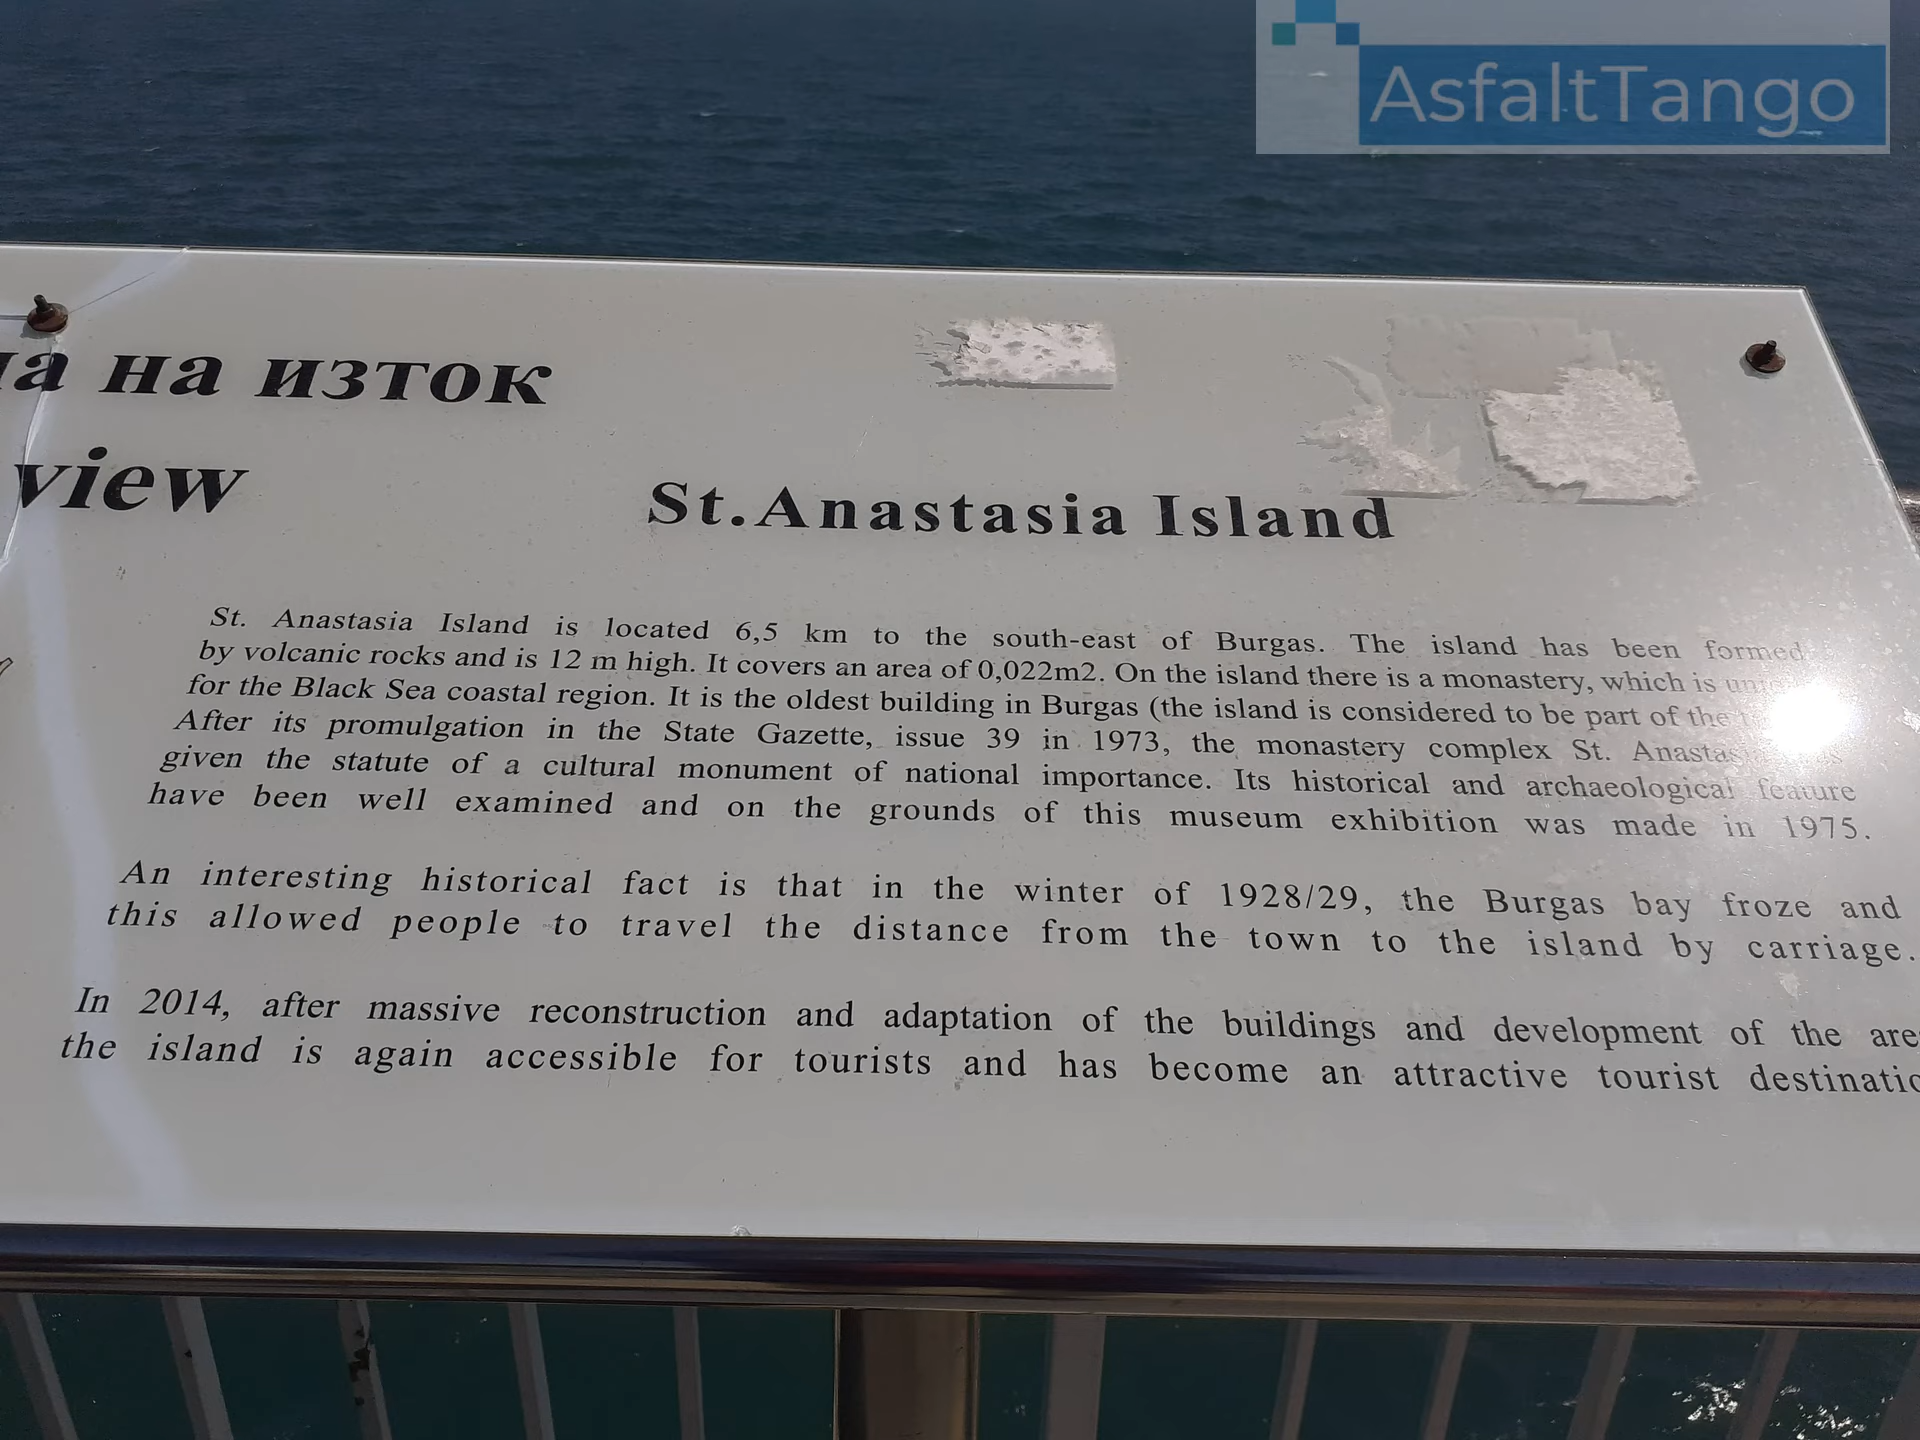 AsfaltTango
на изток
view
St.Anastasia Island
St. Anastasia Island is located 6,5 km to the south-east of Burgas. The island has been formed
by volcanic rocks and is 12 m high. It covers an area of 0,022m2. On the island there is a monastery, which is
for the Black Sea coastal region. It is the oldest building in Burgas (the island is considered to be part of the
After its promulgation in the State Gazette, issue 39 in 1973, the monastery complex St.
given the statute of a cultural monument of national importance. Its historical and archaeological feature
have been well examined and on the grounds of this museum exhibition was made in 1975.
An interesting historical fact is that in the winter of 1928/29, the Burgas bay froze and
this allowed people to travel the distance from the town to the island by carriage.
In 2014, after massive reconstruction and adaptation of the buildings and development of the
the island is again accessible for tourists and has become an attractive tourist